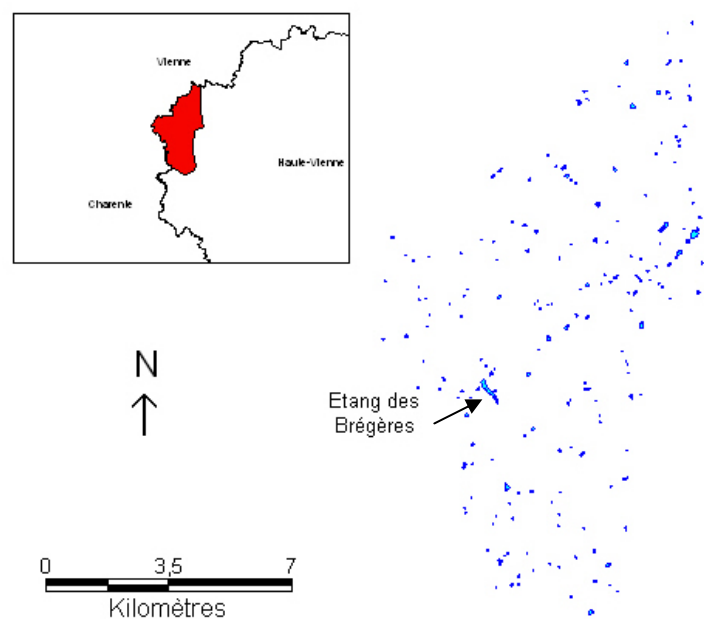 Vienne
Haute-Vienne
Charente
N
Etang des
Brégères
0 3,5 7
Kilomètres